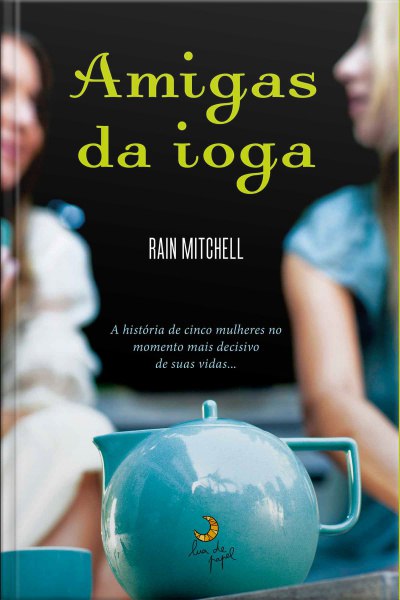 Amigas
da ioga
RAIN MITCHELL
A história de cinco mulheres no
momento mais decisivo
de suas vidas...
lua de
papel